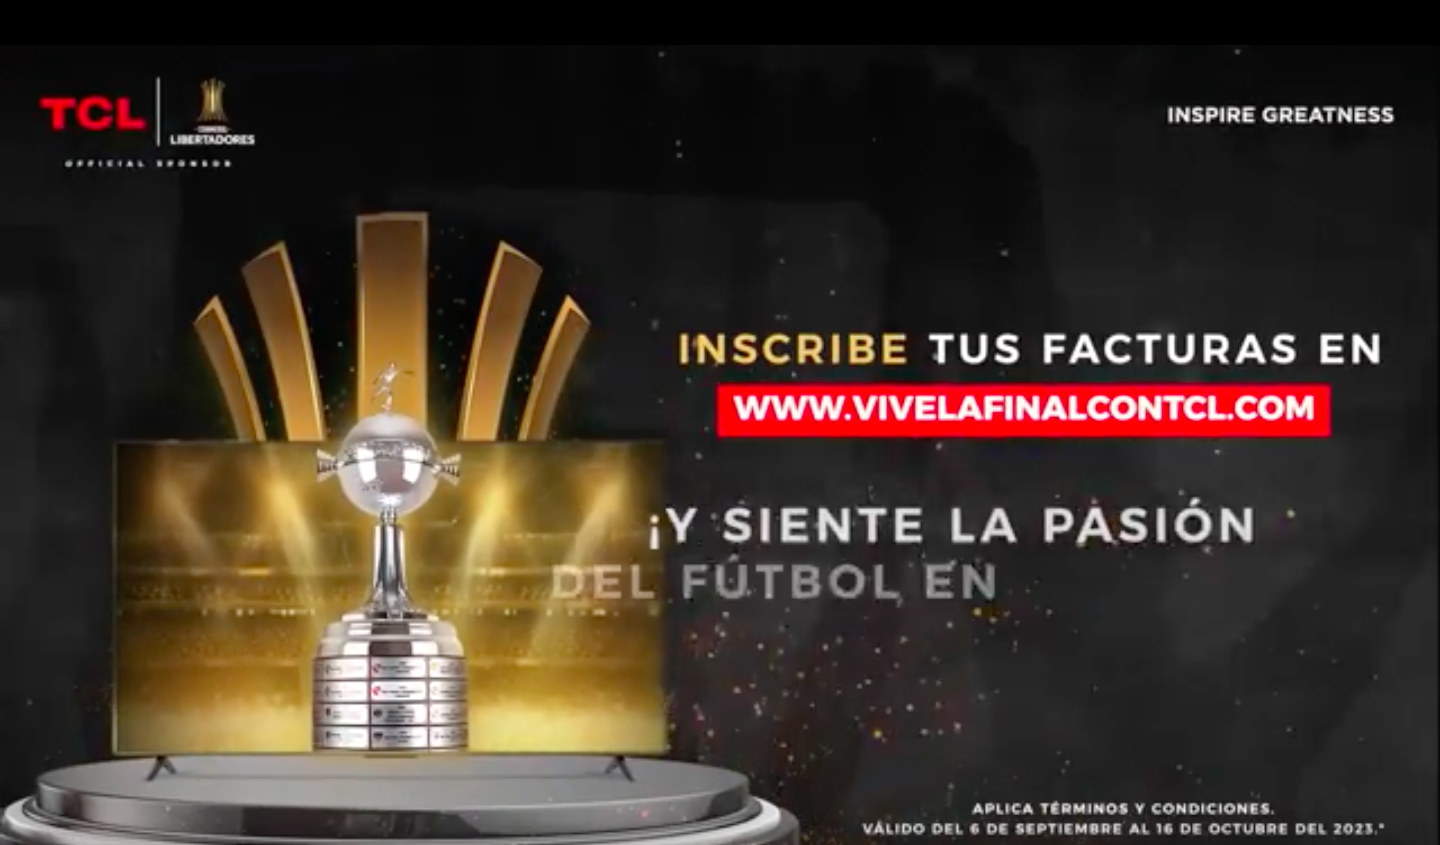 TCL
CONMEBOL
LIBERTADORES
OFFICIAL SPONSOR
INSPIRE GREATNESS
INSCRIBE TUS FACTURAS EN
WWW.VIVELAFINALCONTCL.COM
¡Y SIENTE LA PASIÓN
DEL FÚTBOL EN
APLICA TÉRMINOS Y CONDICIONES.
VÁLIDO DEL 6 DE SEPTIEMBRE AL 16 DE OCTUBRE DEL 2023.*